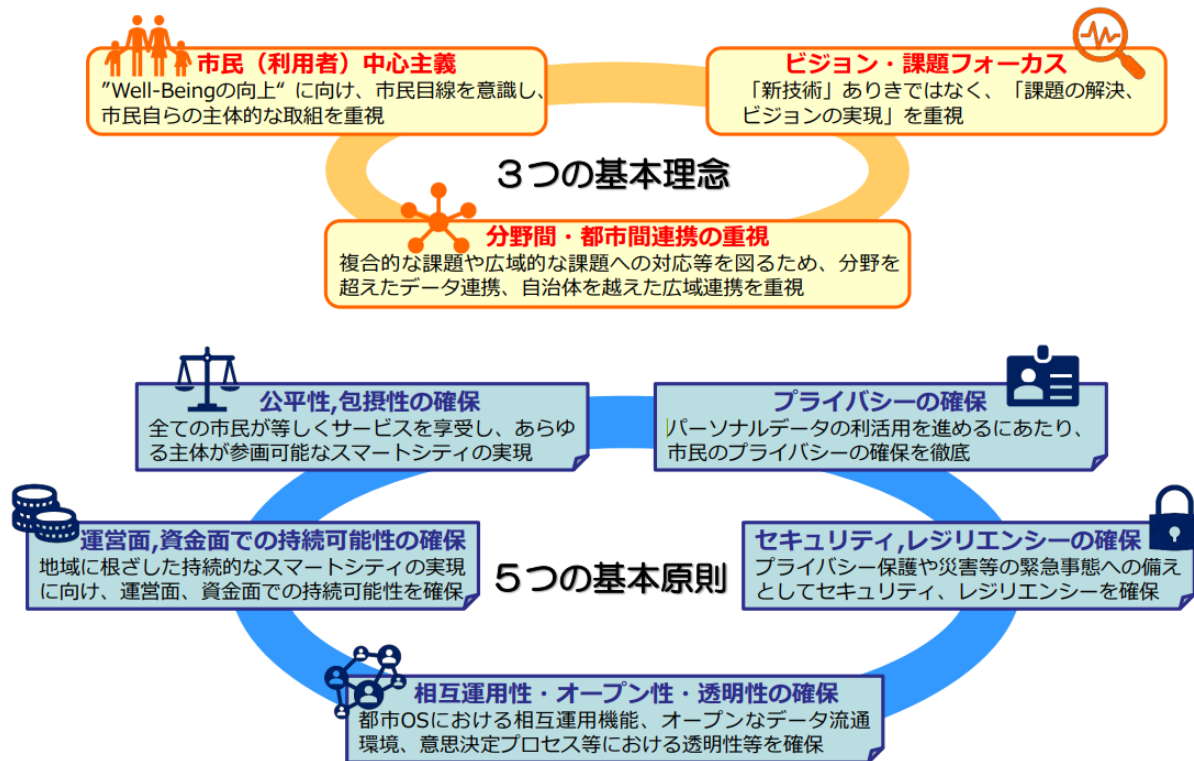 市民（利用者）中心主義
”Well-Beingの向上“ に向け、市民目線を意識し、
市民自らの主体的な取組を重視
ビジョン・課題フォーカス
「新技術」ありきではなく、「課題の解決、
ビジョンの実現」を重視
３つの基本理念
分野間・都市間連携の重視
複合的な課題や広域的な課題への対応等を図るため、分野を
超えたデータ連携、自治体を越えた広域連携を重視
公平性,包摂性の確保
全ての市民が等しくサービスを享受し、あらゆ
る主体が参画可能なスマートシティの実現
プライバシーの確保
パーソナルデータの利活用を進めるにあたり、
市民のプライバシーの確保を徹底
運営面,資金面での持続可能性の確保
地域に根ざした持続的なスマートシティの実現
に向け、運営面、資金面での持続可能性を確保
セキュリティ,レジリエンシーの確保
プライバシー保護や災害等の緊急事態への備え
としてセキュリティ、レジリエンシーを確保
５つの基本原則
相互運用性・オープン性・透明性の確保
都市OSにおける相互運用機能、オープンなデータ流通
環境、意思決定プロセス等における透明性等を確保